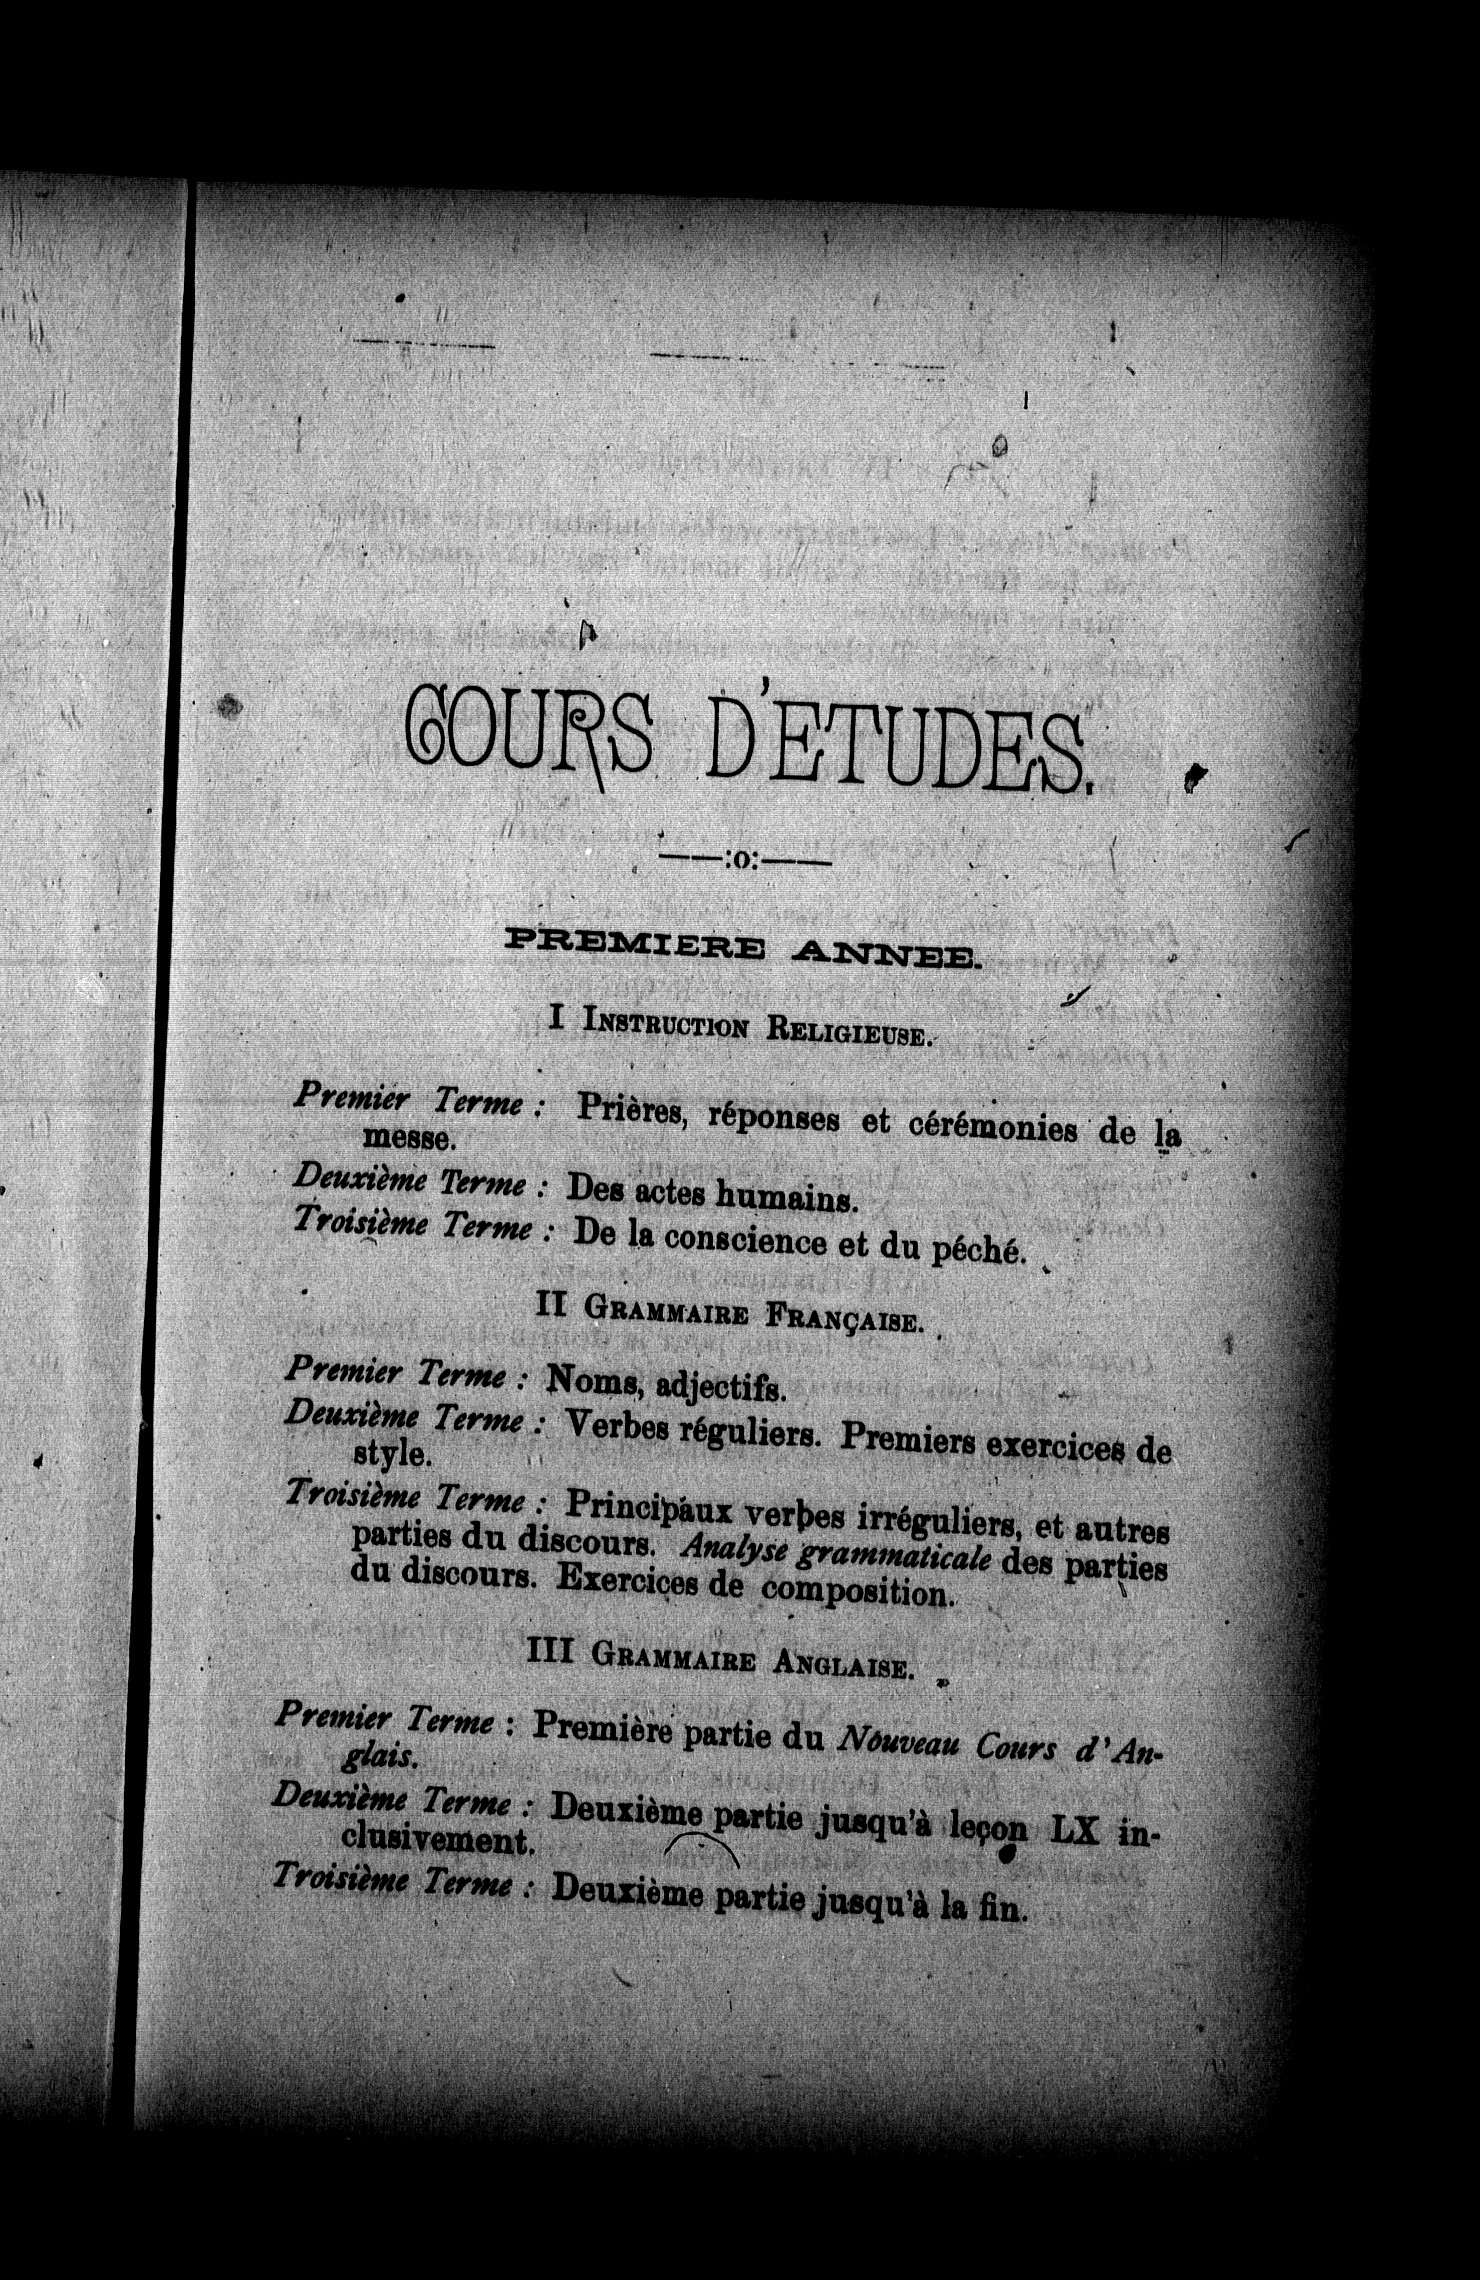 COURS D'ETUDES.
——:o:——
PREMIERE ANNEE.
I INSTRUCTION RELIGIEUSE.
Premier Terme : Prières, réponses et cérémonies de la
messe.
Deuxième Terme : Des actes humains.
Troisième Terme : De la conscience et du péché.
II GRAMMAIRE FRANÇAISE.
Premier Terme : Noms, adjectifs.
Deuxième Terme : Verbes réguliers. Premiers exercices de
style.
Troisième Terme : Principaux verbes irréguliers, et autres
parties du discours. Analyse grammaticale des parties
du discours. Exercices de composition.
III GRAMMAIRE ANGLAISE.
Premier Terme : Première partie du Nouveau Cours d'An-
glais.
Deuxième Terme : Deuxième partie jusqu'à leçon LX in-
clusivement.
Troisième Terme : Deuxième partie jusqu'à la fin.